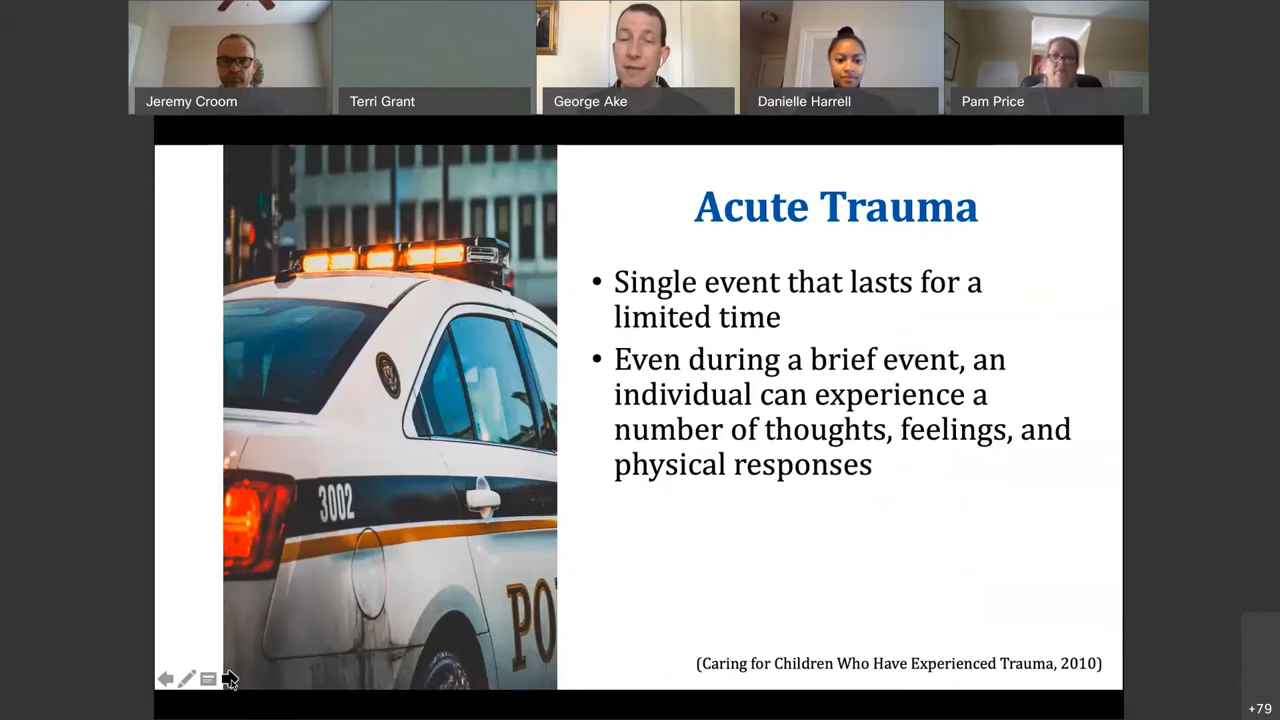 Jeremy Croom
Terri Grant
George Ake
Danielle Harrell
Pam Price
Acute Trauma
• Single event that lasts for a
limited time
• Even during a brief event, an
individual can experience a
number of thoughts, feelings, and
physical responses
3002
PO
(Caring for Children Who Have Experienced Trauma, 2010)
+79